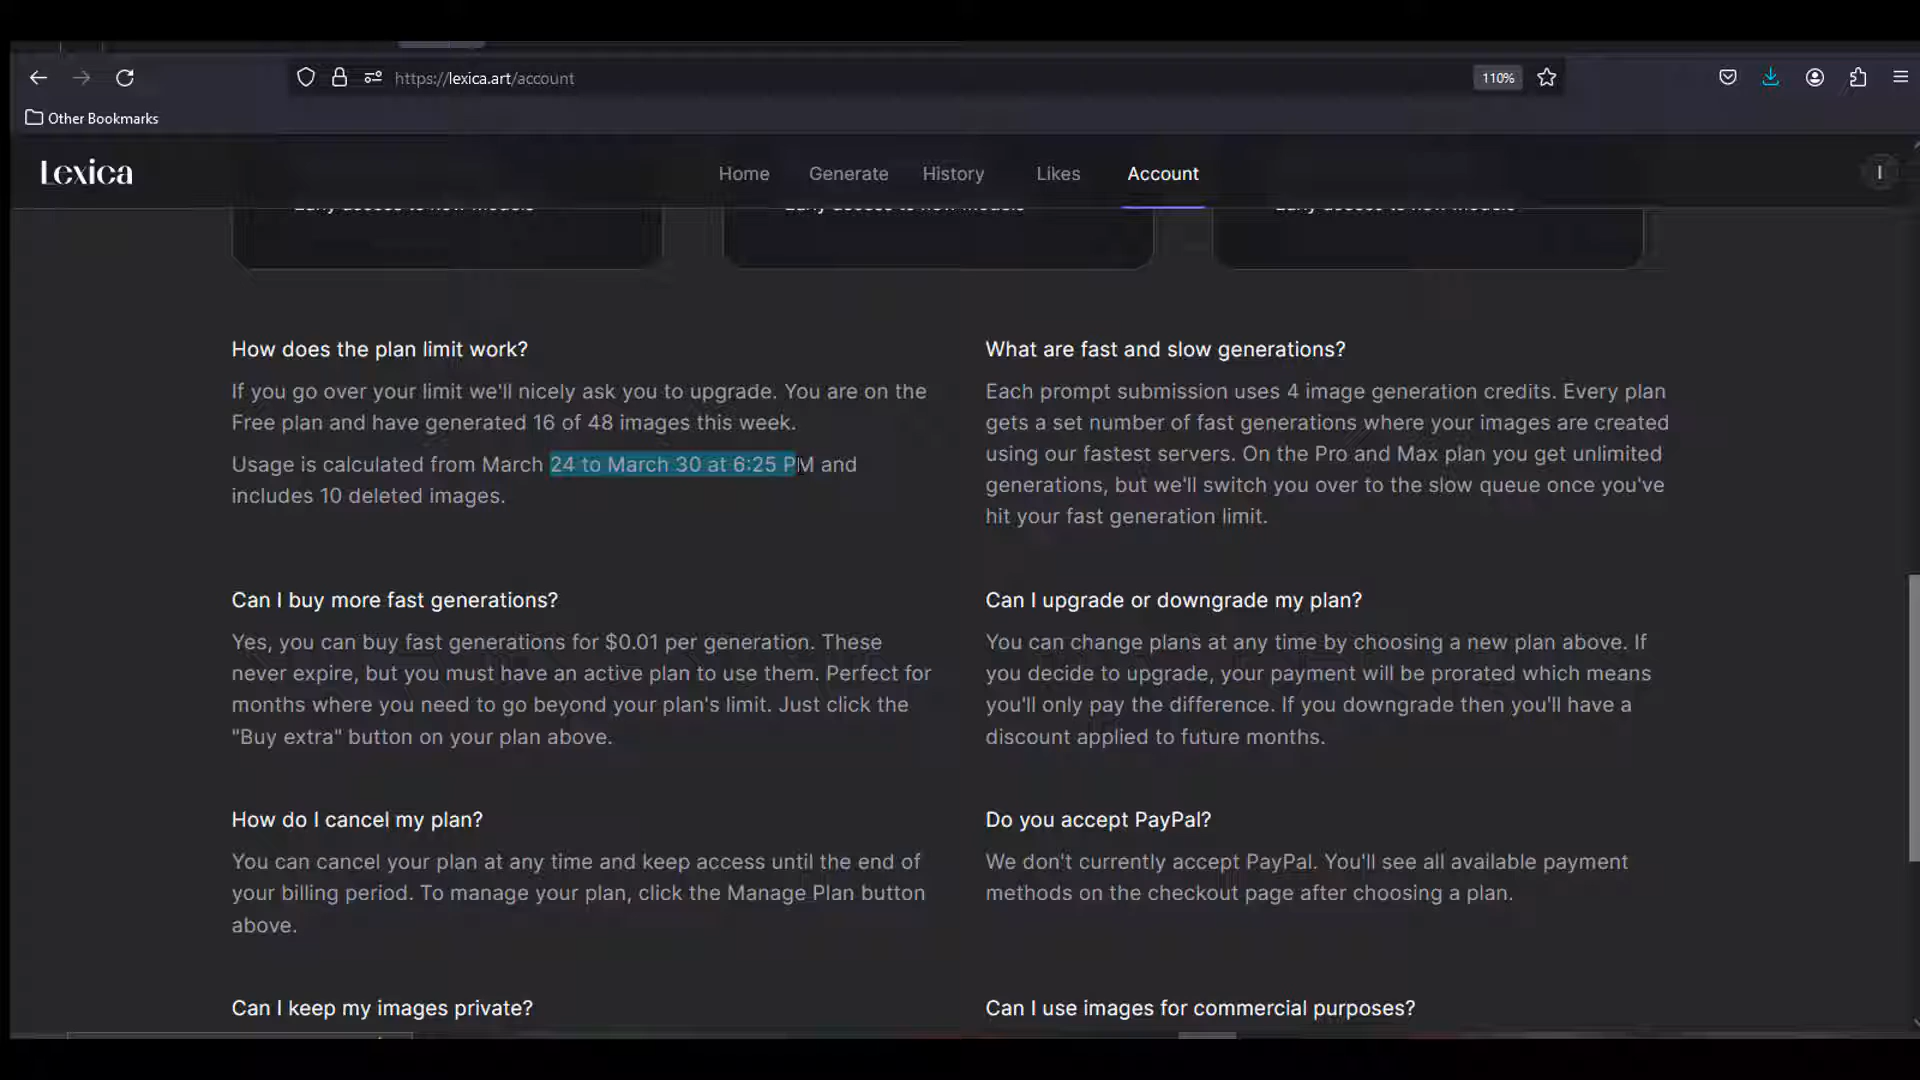 https://lexica.art/account
110%
Other Bookmarks
Lexica
Home
Generate
History
Likes
Account
I
Early access to new models
Early access to new models
Early access to new models
How does the plan limit work?
If you go over your limit we'll nicely ask you to upgrade. You are on the
Free plan and have generated 16 of 48 images this week.
Usage is calculated from March 24 to March 30 at 6:25 PM and
includes 10 deleted images.
What are fast and slow generations?
Each prompt submission uses 4 image generation credits. Every plan
gets a set number of fast generations where your images are created
using our fastest servers. On the Pro and Max plan you get unlimited
generations, but we'll switch you over to the slow queue once you've
hit your fast generation limit.
Can I buy more fast generations?
Yes, you can buy fast generations for $0.01 per generation. These
never expire, but you must have an active plan to use them. Perfect for
months where you need to go beyond your plan's limit. Just click the
"Buy extra" button on your plan above.
Can I upgrade or downgrade my plan?
You can change plans at any time by choosing a new plan above. If
you decide to upgrade, your payment will be prorated which means
you'll only pay the difference. If you downgrade then you'll have a
discount applied to future months.
How do I cancel my plan?
You can cancel your plan at any time and keep access until the end of
your billing period. To manage your plan, click the Manage Plan button
above.
Do you accept PayPal?
We don't currently accept PayPal. You'll see all available payment
methods on the checkout page after choosing a plan.
Can I keep my images private?
Can I use images for commercial purposes?